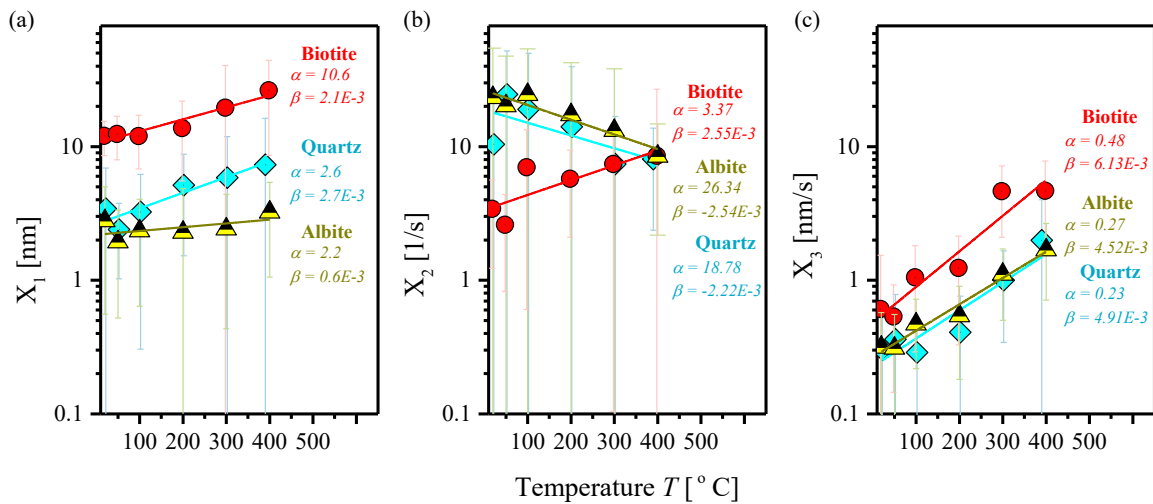 (a)
X1 [nm]
10
1
0.1
Biotite
α = 10.6
β = 2.1E-3
Quartz
α = 2.6
β = 2.7E-3
Albite
α = 2.2
β = 0.6E-3
100 200 300 400 500
(b)
X2 [1/s]
10
1
0.1
Biotite
α = 3.37
β = 2.55E-3
Albite
α = 26.34
β = -2.54E-3
Quartz
α = 18.78
β = -2.22E-3
100 200 300 400 500
(c)
X3 [nm/s]
10
1
0.1
Biotite
α = 0.48
β = 6.13E-3
Albite
α = 0.27
β = 4.52E-3
Quartz
α = 0.23
β = 4.91E-3
100 200 300 400 500
Temperature T [ ° C]